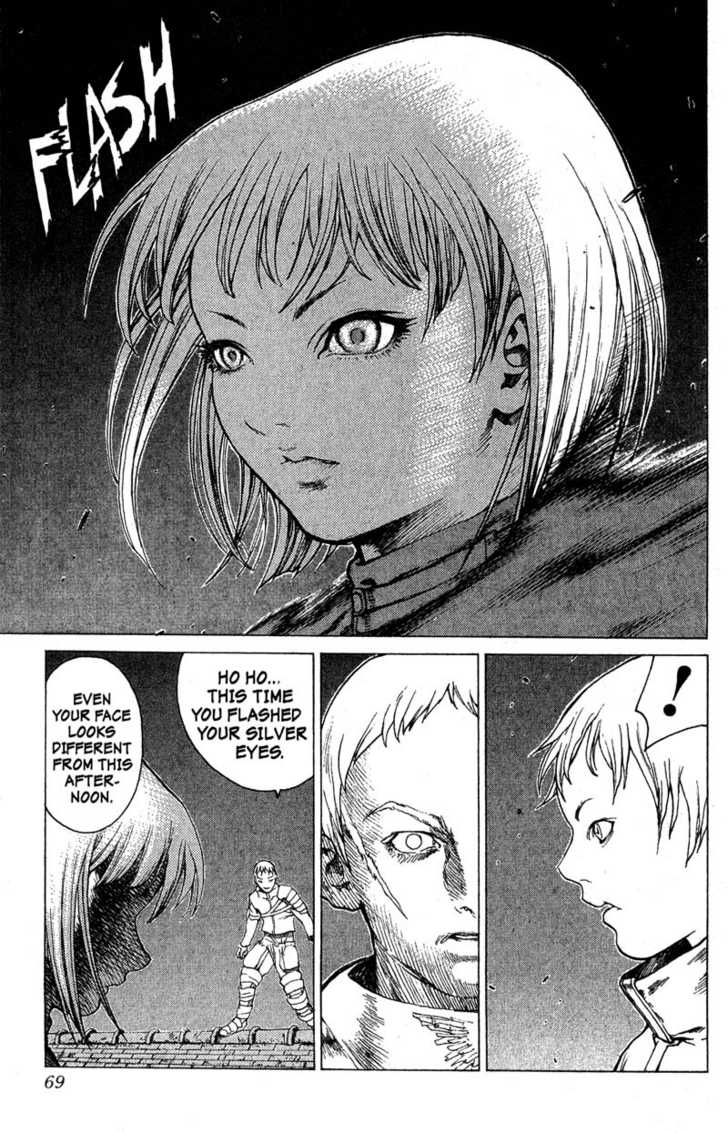 FLASH
!
HO HO...
THIS TIME
YOU FLASHED
YOUR SILVER
EYES.
EVEN
YOUR FACE
LOOKS
DIFFERENT
FROM THIS
AFTER-
NOON.
69